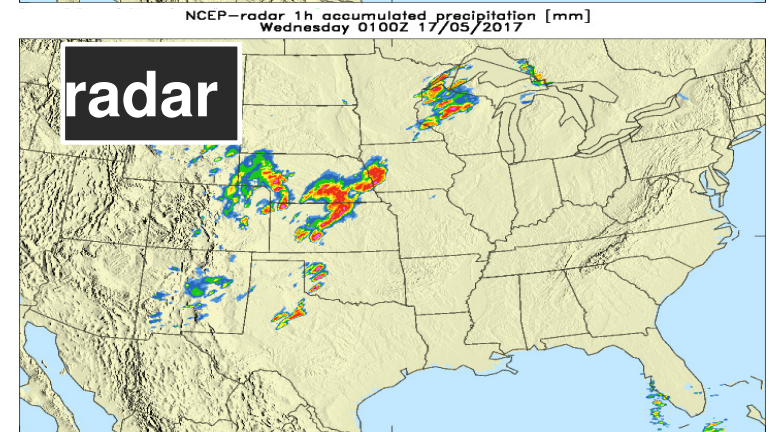 NCEP-radar 1h accumulated precipitation [mm]
Wednesday 0100Z 17/05/2017
radar